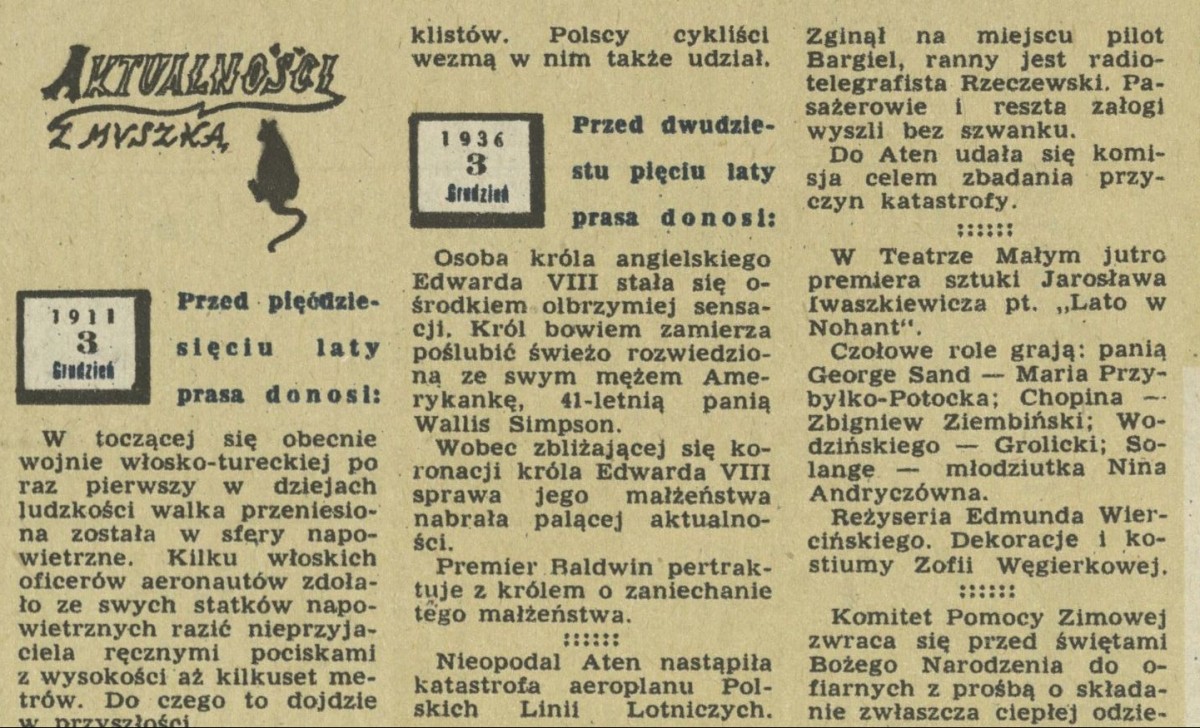 AKTUALNOŚCI
Z MYSZKĄ
1911
3
Grudzień
Przed pięćdzie-
sięciu laty
prasa donosi:
W toczącej się obecnie
wojnie włosko-tureckiej po
raz pierwszy w dziejach
ludzkości walka przeniesio-
na została w sfery napo-
wietrzne. Kilku włoskich
oficerów aeronautów zdoła-
ło ze swych statków napo-
wietrznych razić nieprzyja-
ciela ręcznymi pociskami
z wysokości aż kilkuset me-
trów. Do czego to dojdzie
w przyszłości
klistów. Polscy cykliści
wezmą w nim także udział.
1936
3
Grudzień
Przed dwudzie-
stu pięciu laty
prasa donosi:
Osoba króla angielskiego
Edwarda VIII stała się o-
środkiem olbrzymiej sensa-
cji. Król bowiem zamierza
poślubić świeżo rozwiedzio-
ną ze swym mężem Ame-
rykankę, 41-letnią panią
Wallis Simpson.
Wobec zbliżającej się ko-
ronacji króla Edwarda VIII
sprawa jego małżeństwa
nabrała palącej aktualno-
ści.
Premier Baldwin pertrak-
tuje z królem o zaniechanie
tego małżeństwa.
Nieopodal Aten nastąpiła
katastrofa aeroplanu Pol-
skich Linii Lotniczych.
Zginął na miejscu pilot
Bargiel, ranny jest radio-
telegrafista Rzeczewski. Pa-
sażerowie i reszta załogi
wyszli bez szwanku.
Do Aten udała się komi-
sja celem zbadania przy-
czyn katastrofy.
W Teatrze Małym jutro
premiera sztuki Jarosława
Iwaszkiewicza pt. „Lato w
Nohant".
Czołowe role grają: panią
George Sand — Maria Przy-
byłko-Potocka; Chopina —
Zbigniew Ziembiński; Wo-
dzińskiego — Grolicki; So-
lange — młodziutka Nina
Andryczówna.
Reżyseria Edmunda Wier-
cińskiego. Dekoracje i ko-
stiumy Zofii Węgierkowej.
Komitet Pomocy Zimowej
zwraca się przed świętami
Bożego Narodzenia do o-
fiarnych z prośbą o składa-
nie zwłaszcza ciepłej odzie-